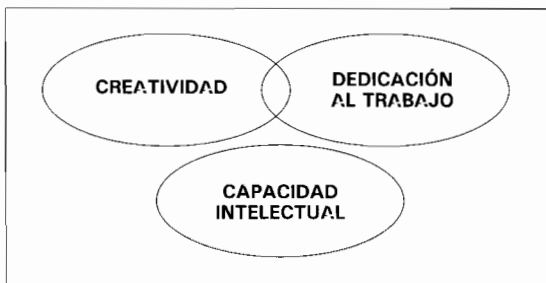 CREATIVIDAD
DEDICACIÓN
AL TRABAJO
CAPACIDAD
INTELECTUAL